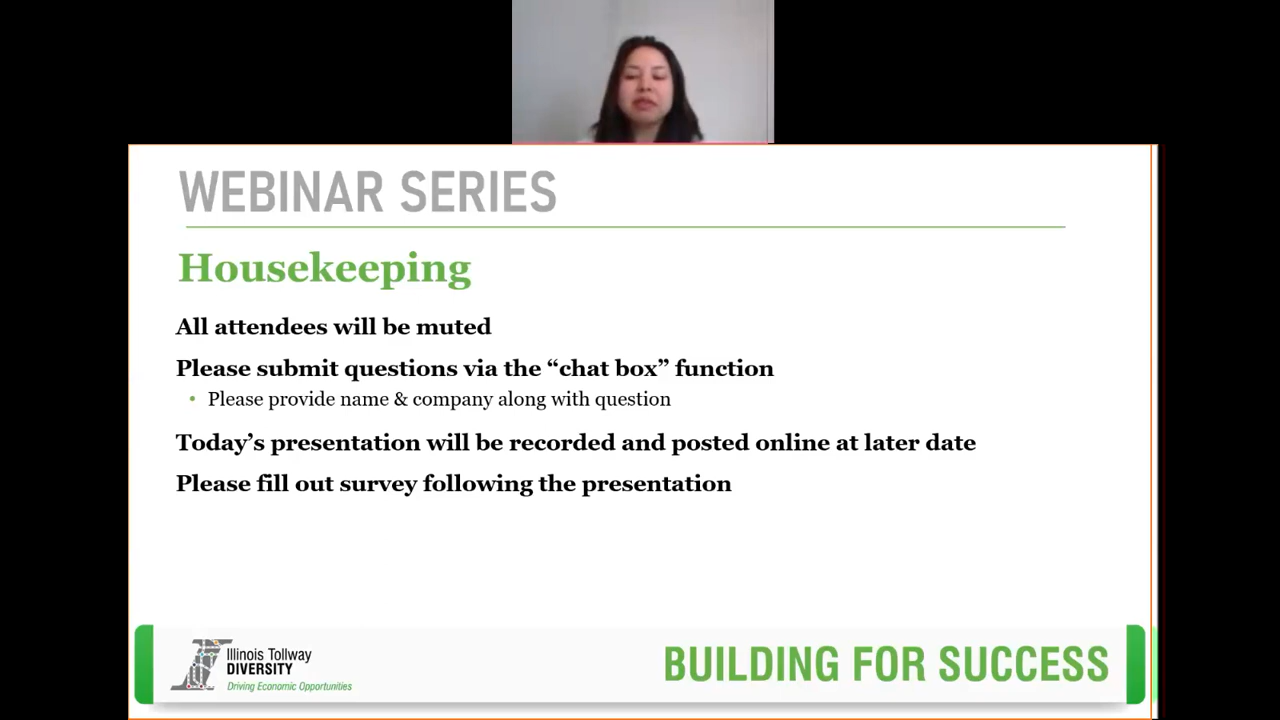 WEBINAR SERIES
Housekeeping
All attendees will be muted
Please submit questions via the “chat box” function
• Please provide name & company along with question
Today’s presentation will be recorded and posted online at later date
Please fill out survey following the presentation
Illinois Tollway
DIVERSITY
Driving Economic Opportunities
BUILDING FOR SUCCESS